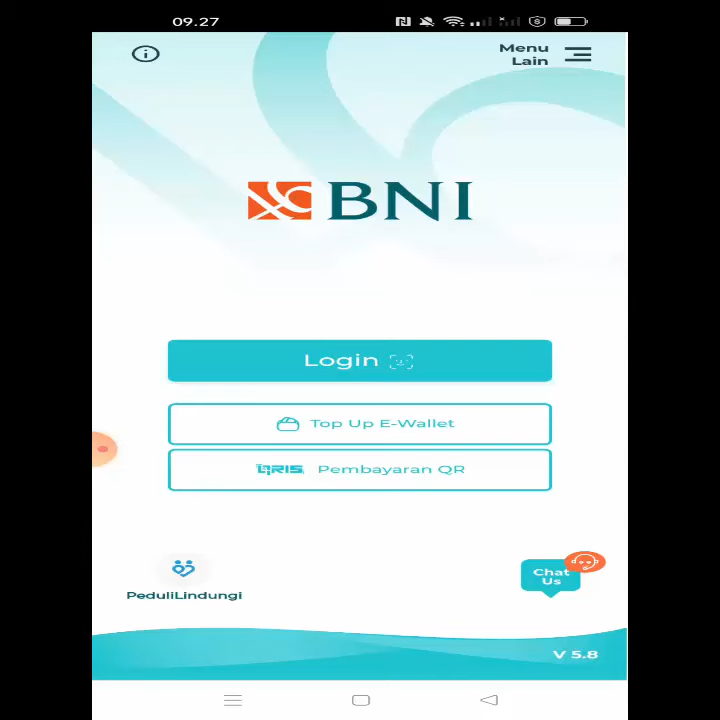 09.27
Menu
Lain
BNI
Login
Top Up E-Wallet
QRIS Pembayaran QR
PeduliLindungi
Chat
Us
V 5.8